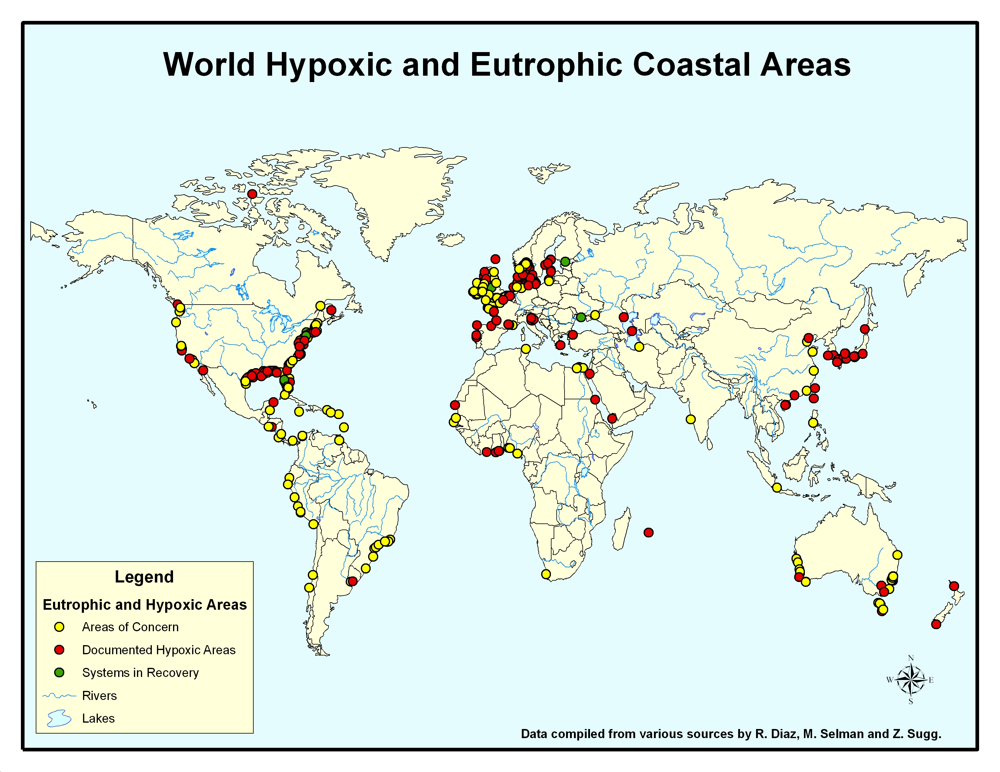 World Hypoxic and Eutrophic Coastal Areas
Legend
Eutrophic and Hypoxic Areas
Areas of Concern
Documented Hypoxic Areas
Systems in Recovery
Rivers
Lakes
N
W E
S
Data compiled from various sources by R. Diaz, M. Selman and Z. Sugg.